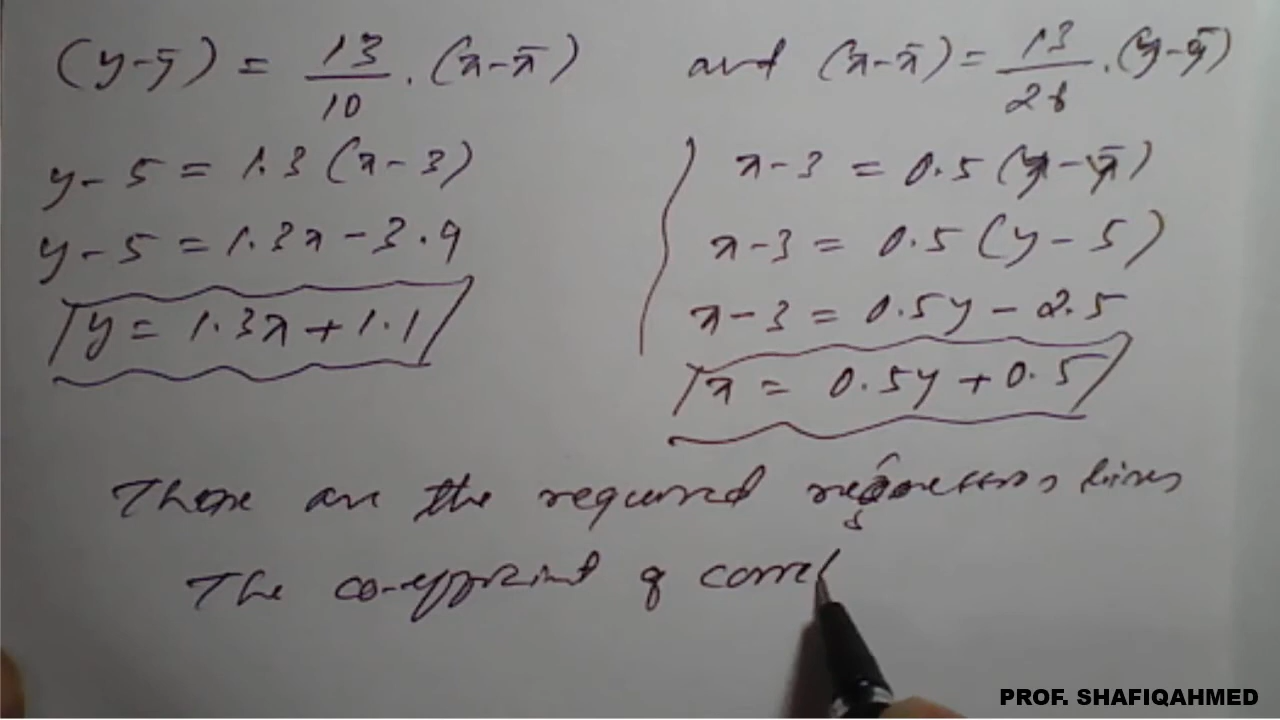 (y-ȳ) = 13/10 . (x-x̄) and (x-x̄) = 13/26 . (y-ȳ)
y-5 = 1.3 (x-3)
y-5 = 1.3x-3.9
y = 1.3x+1.1
x-3 = 0.5 (y-ȳ)
x-3 = 0.5 (y-5)
x-3 = 0.5y-2.5
x = 0.5y+0.5
These are the required regression lines
The co-efficient of correl
PROF. SHAFIQAHMED